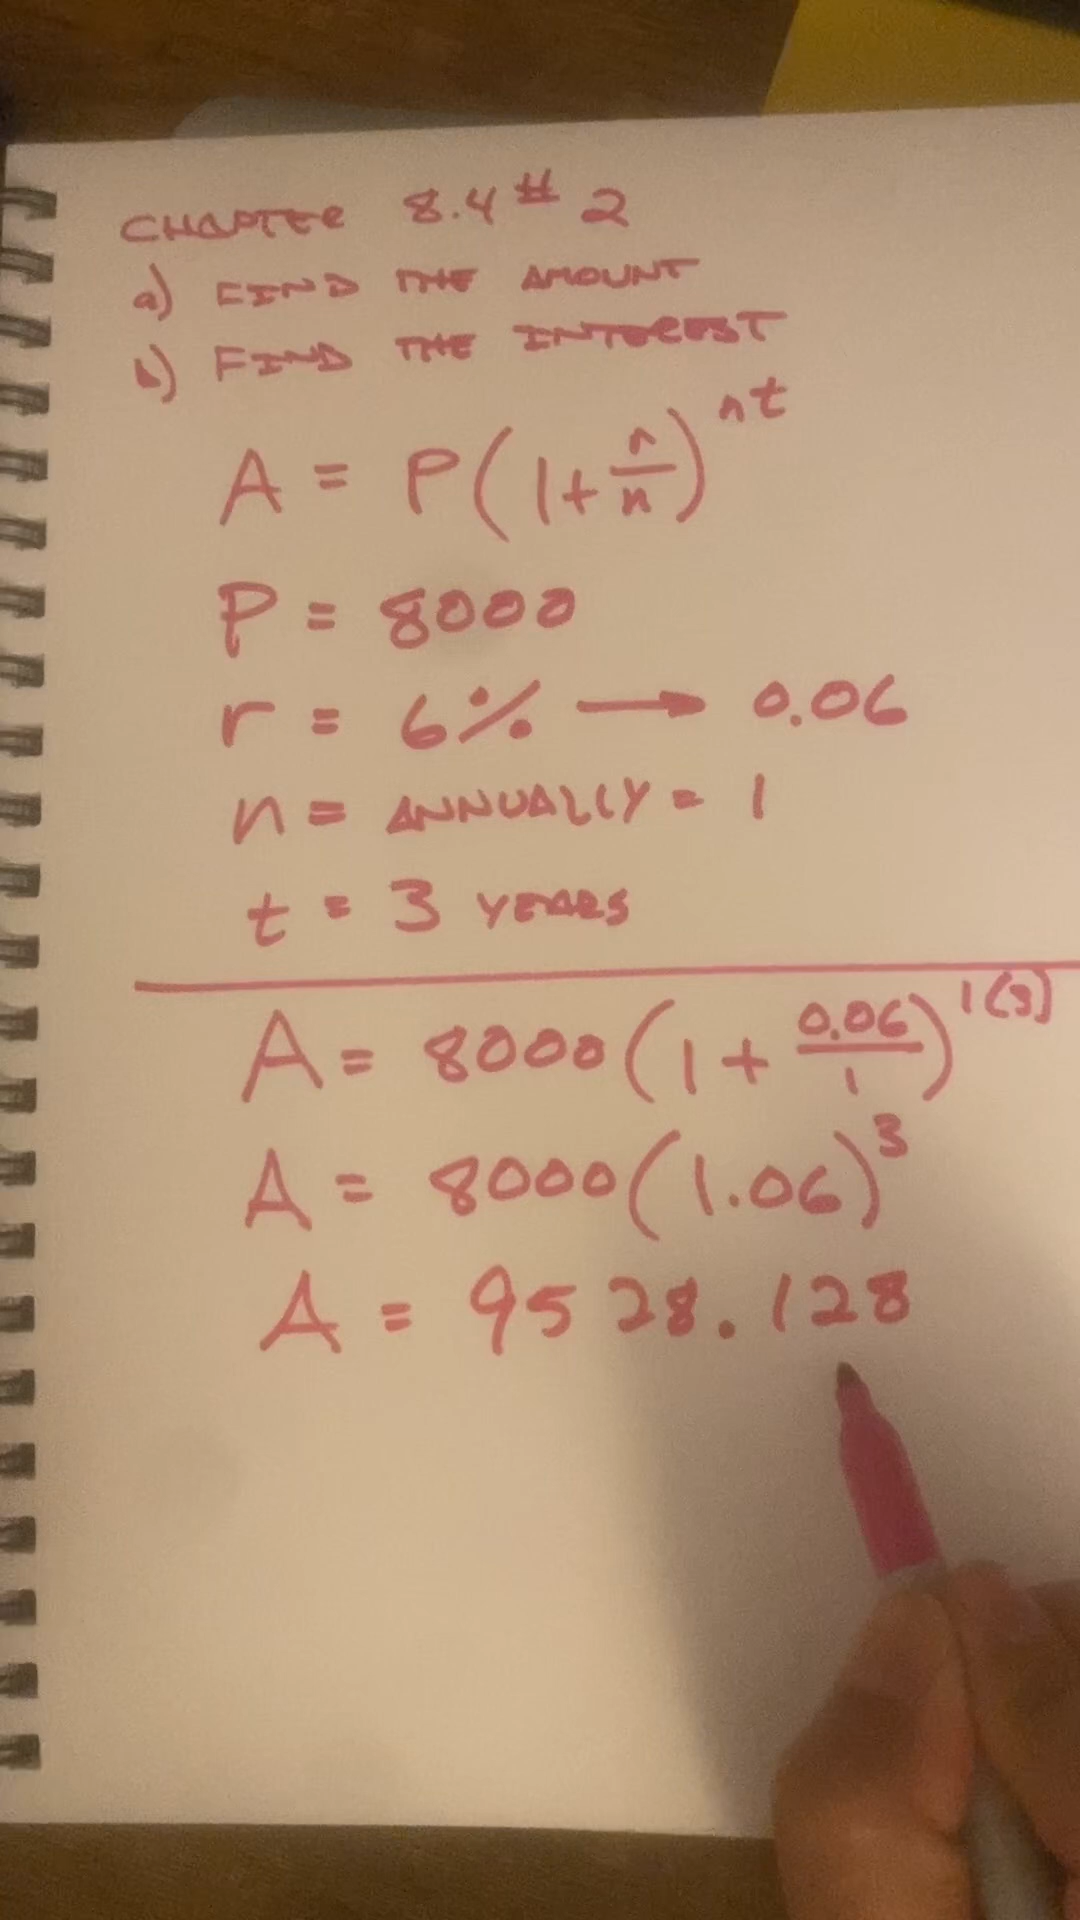 CHAPTER 8.4 # 2
a) FIND THE AMOUNT
b) FIND THE INTEREST
A = P(1+r/n)^nt
P = 8000
r = 6% → 0.06
n = ANNUALLY = 1
t = 3 YEARS
A = 8000(1 + 0.06/1)^1(3)
A = 8000(1.06)^3
A = 9528.128